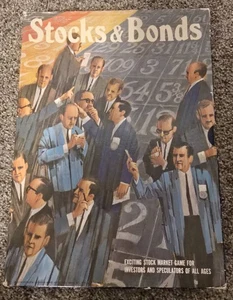 Stocks & Bonds
EXCITING STOCK MARKET GAME FOR
INVESTORS AND SPECULATORS OF ALL AGES